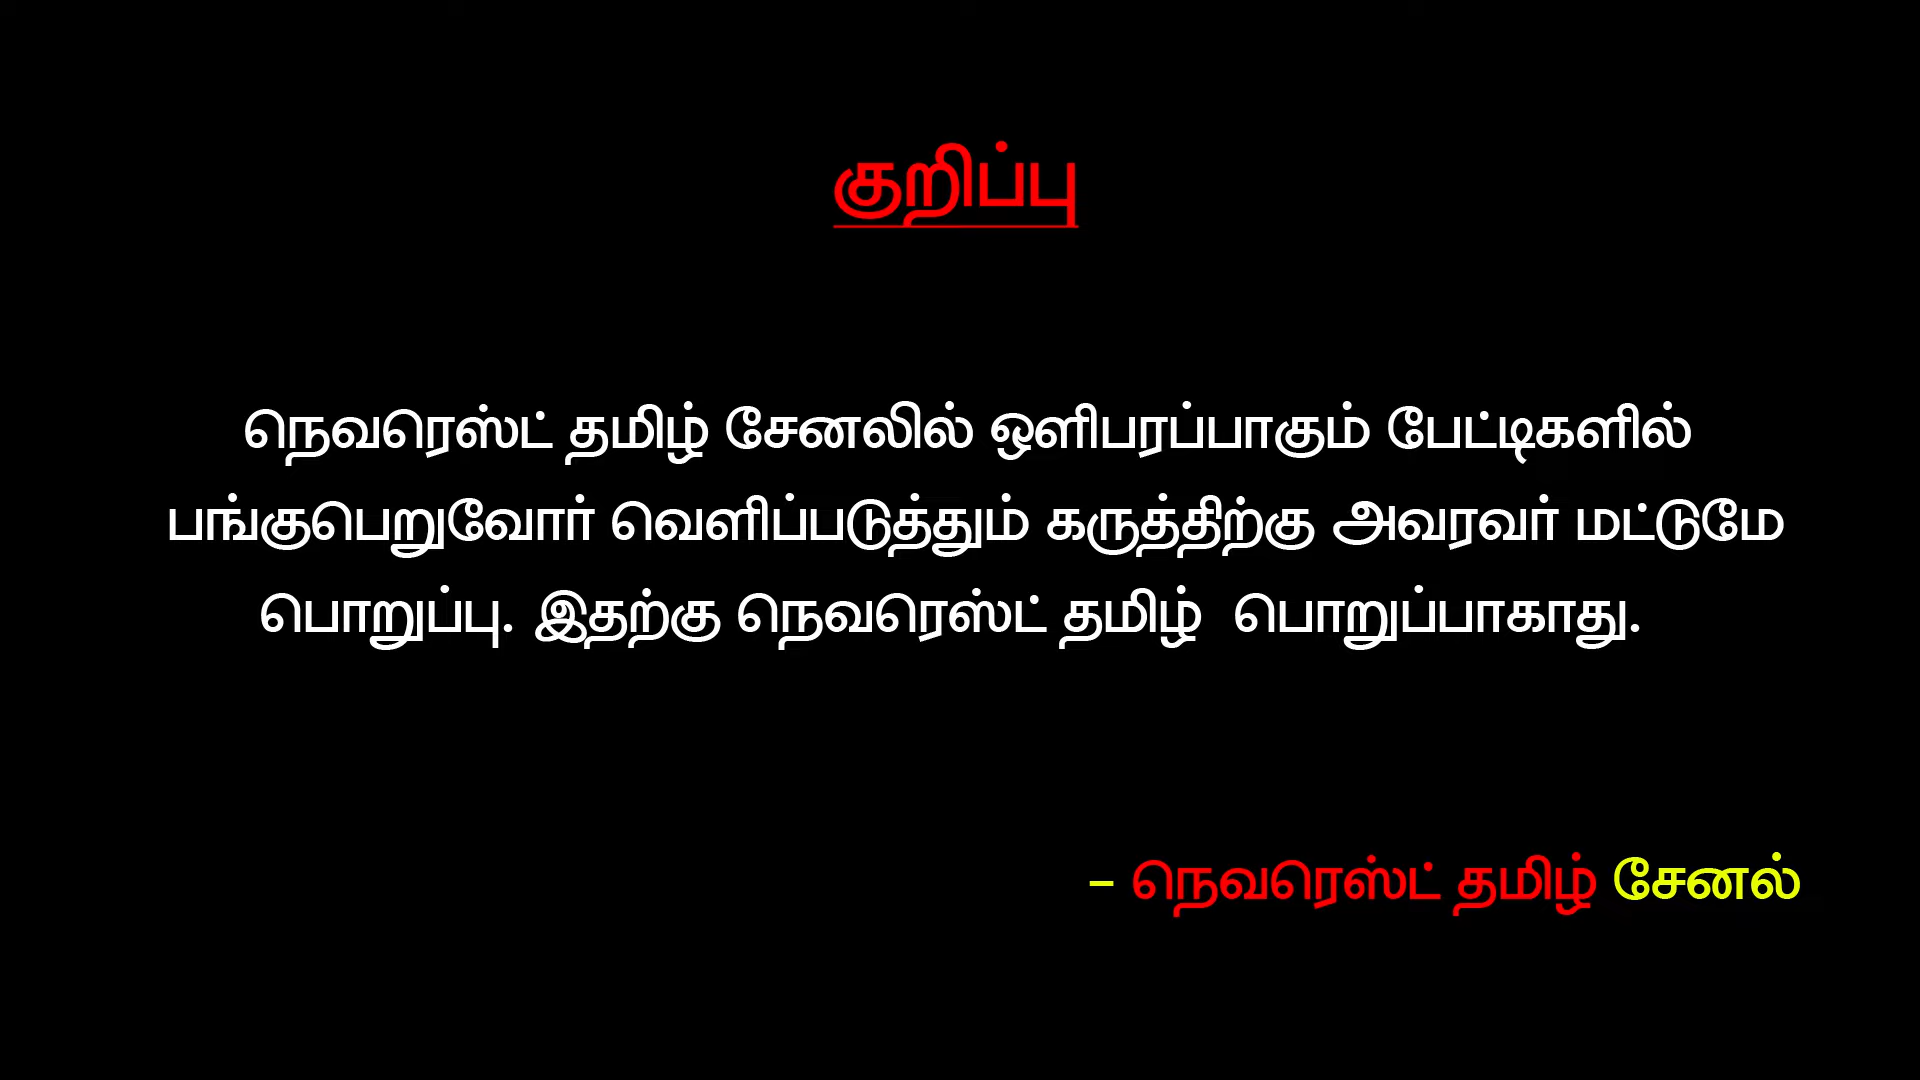 குறிப்பு
நெவரெஸ்ட் தமிழ் சேனலில் ஒளிபரப்பாகும் பேட்டிகளில்
பங்குபெறுவோர் வெளிப்படுத்தும் கருத்திற்கு அவரவர் மட்டுமே
பொறுப்பு. இதற்கு நெவரெஸ்ட் தமிழ் பொறுப்பாகாது.
– நெவரெஸ்ட் தமிழ் சேனல்